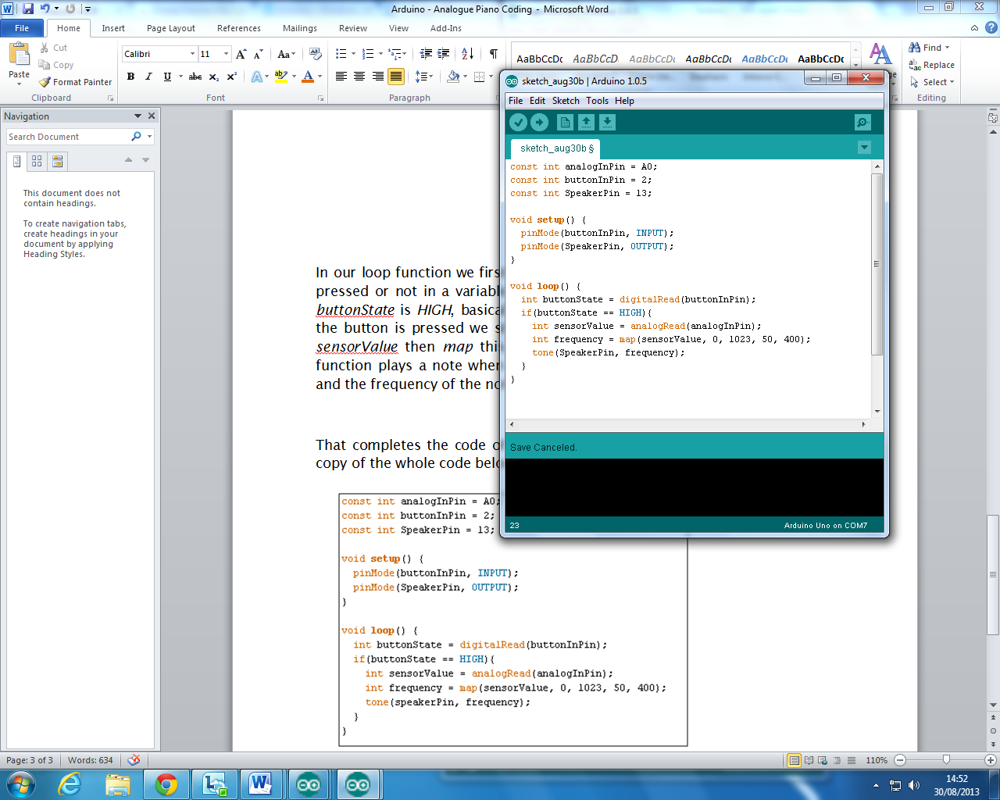 Arduino - Analogue Piano Coding - Microsoft Word
File Home Insert Page Layout References Mailings Review View Add-Ins
Paste
Cut
Copy
Format Painter
Clipboard
Calibri 11
Font
Paragraph
AaBbCcDc AaBbCcD AaBbCcDc AaBbCcDc AaBbCcDc AaBbCcDc
Find
Replace
Select
Editing
Navigation
Search Document
This document does not
contain headings.
To create navigation tabs,
create headings in your
document by applying
Heading Styles.
In our loop function we firs
pressed or not in a variabl
buttonState is HIGH, basica
the button is pressed we s
sensorValue then map this
function plays a note wher
and the frequency of the no
That completes the code o
copy of the whole code belo
const int analogInPin = A0;
const int buttonInPin = 2;
const int SpeakerPin = 13;
void setup() {
pinMode(buttonInPin, INPUT);
pinMode(SpeakerPin, OUTPUT);
}
void loop() {
int buttonState = digitalRead(buttonInPin);
if(buttonState == HIGH){
int sensorValue = analogRead(analogInPin);
int frequency = map(sensorValue, 0, 1023, 50, 400);
tone(speakerPin, frequency);
}
}
sketch_aug30b | Arduino 1.0.5
File Edit Sketch Tools Help
sketch_aug30b §
const int analogInPin = A0;
const int buttonInPin = 2;
const int SpeakerPin = 13;
void setup() {
pinMode(buttonInPin, INPUT);
pinMode(SpeakerPin, OUTPUT);
}
void loop() {
int buttonState = digitalRead(buttonInPin);
if(buttonState == HIGH){
int sensorValue = analogRead(analogInPin);
int frequency = map(sensorValue, 0, 1023, 50, 400);
tone(SpeakerPin, frequency);
}
}
Save Canceled.
23 Arduino Uno on COM7
Page: 3 of 3 Words: 634 110%
14:52
30/08/2013